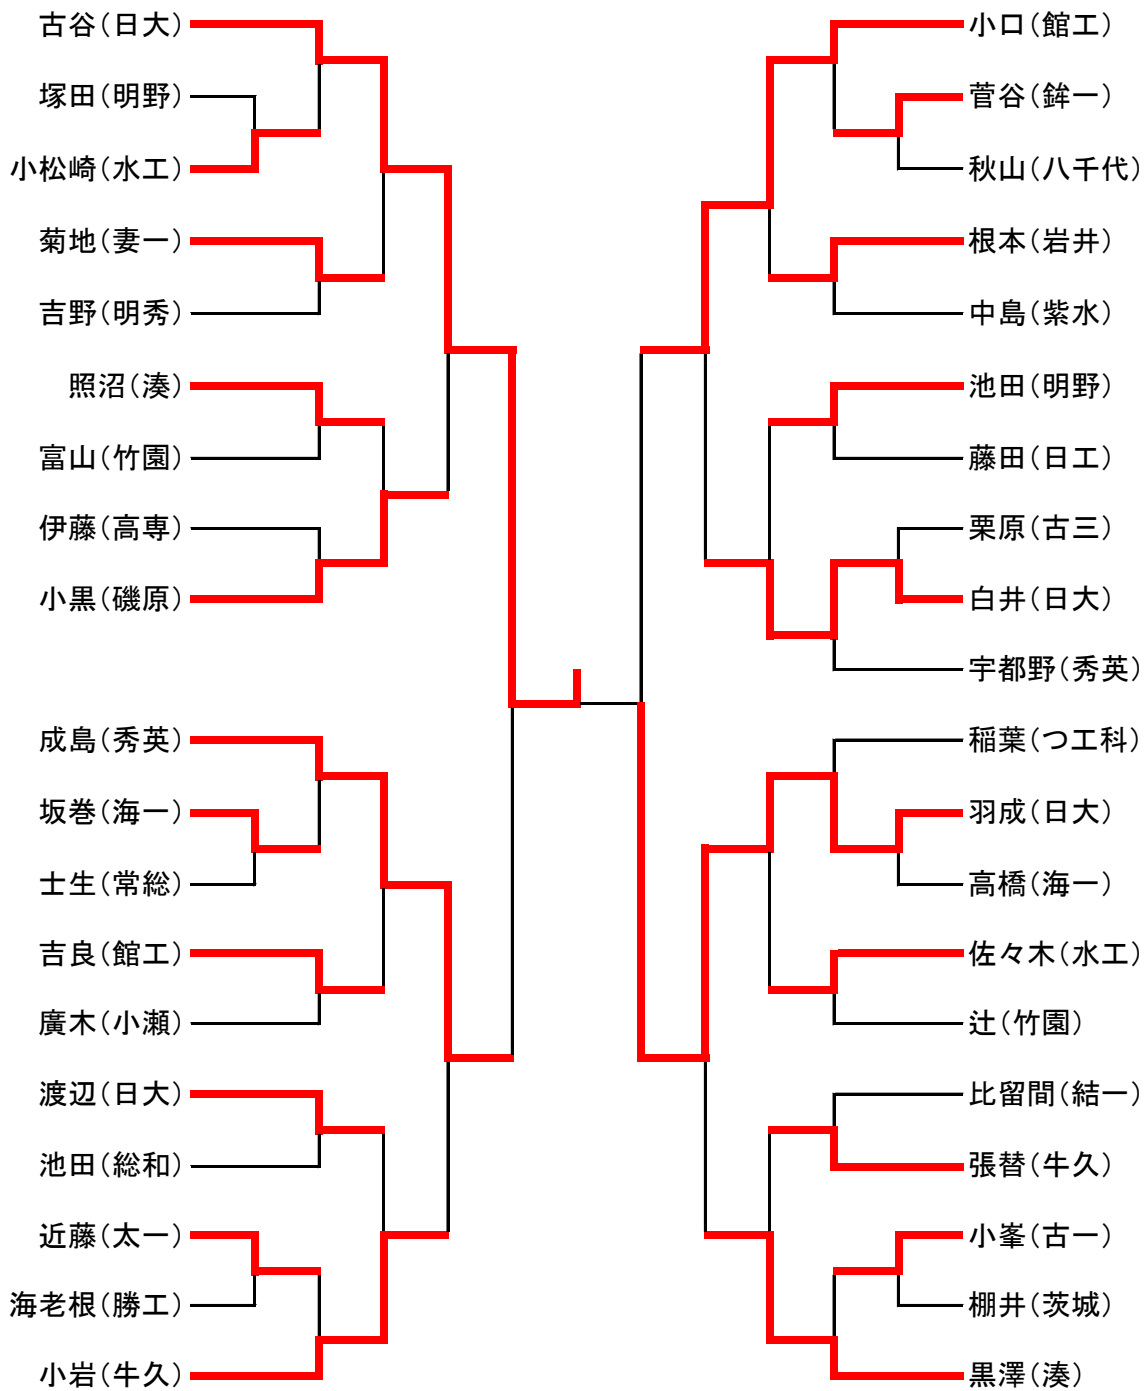 古谷(日大)
塚田(明野)
小松崎(水工)
菊地(妻一)
吉野(明秀)
照沼(湊)
富山(竹園)
伊藤(高専)
小黒(磯原)
成島(秀英)
坂巻(海一)
士生(常総)
吉良(館工)
廣木(小瀬)
渡辺(日大)
池田(総和)
近藤(太一)
海老根(勝工)
小岩(牛久)
小口(館工)
菅谷(鉾一)
秋山(八千代)
根本(岩井)
中島(紫水)
池田(明野)
藤田(日工)
栗原(古三)
白井(日大)
宇都野(秀英)
稲葉(つ工科)
羽成(日大)
高橋(海一)
佐々木(水工)
辻(竹園)
比留間(結一)
張替(牛久)
小峯(古一)
棚井(茨城)
黒澤(湊)